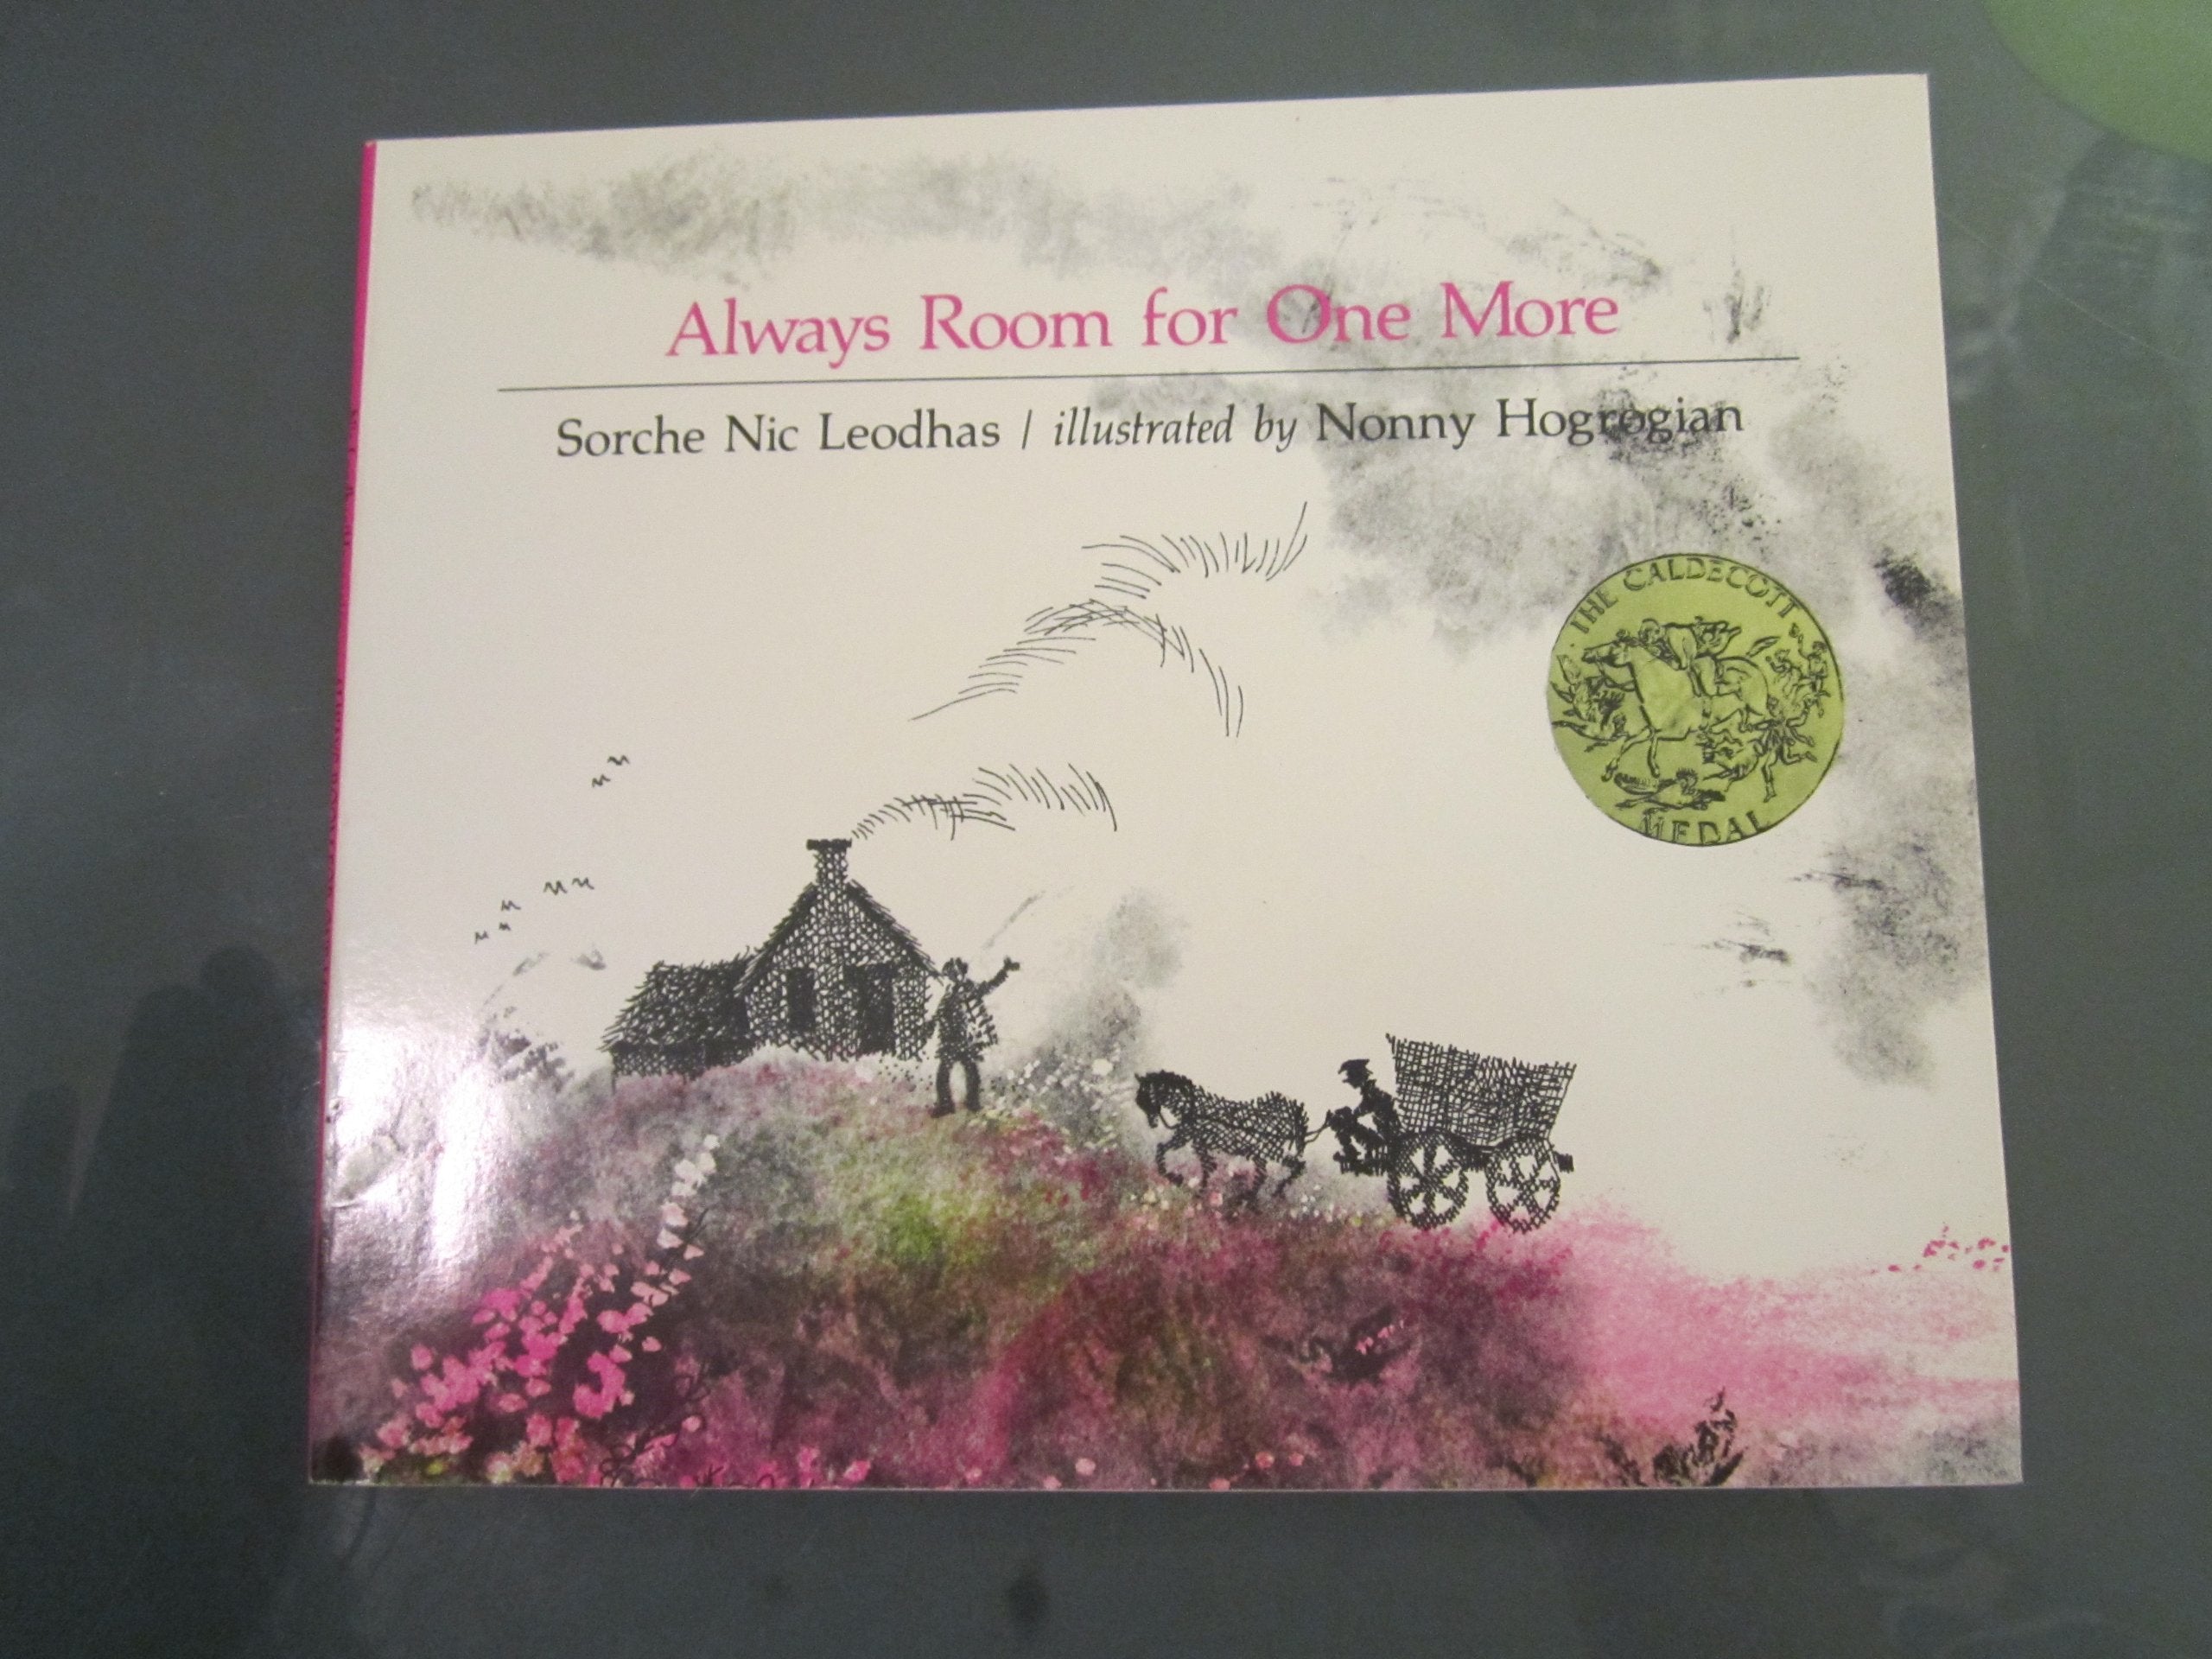 Always Room for One More
Sorche Nic Leodhas / illustrated by Nonny Hogrogian
THE CALDECOTT
MEDAL